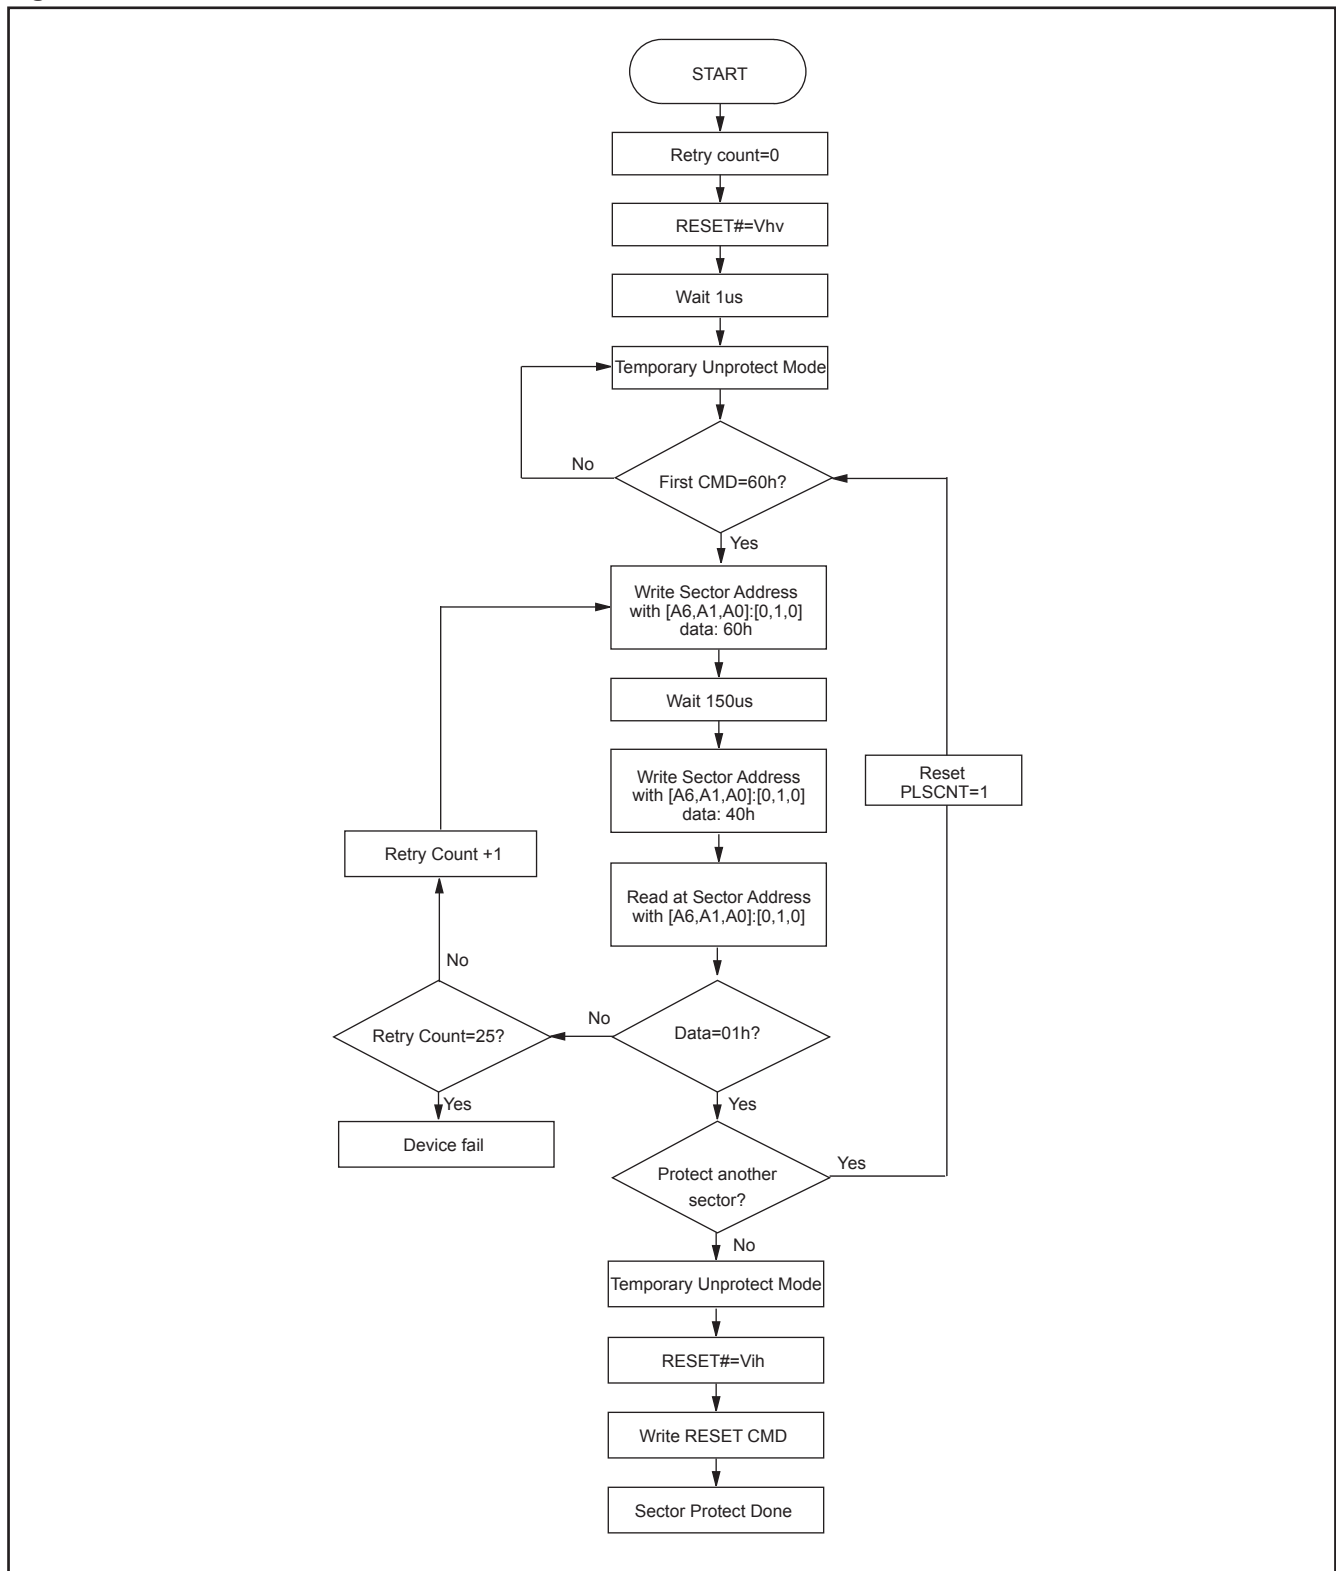 START
Retry count=0
RESET#=Vhv
Wait 1us
Temporary Unprotect Mode
No
First CMD=60h?
Yes
Write Sector Address
with [A6,A1,A0]:[0,1,0]
data: 60h
Wait 150us
Write Sector Address
with [A6,A1,A0]:[0,1,0]
data: 40h
Reset
PLSCNT=1
Retry Count +1
Read at Sector Address
with [A6,A1,A0]:[0,1,0]
No
No
Retry Count=25?
Data=01h?
Yes
Yes
Device fail
Protect another
sector?
Yes
No
Temporary Unprotect Mode
RESET#=Vih
Write RESET CMD
Sector Protect Done